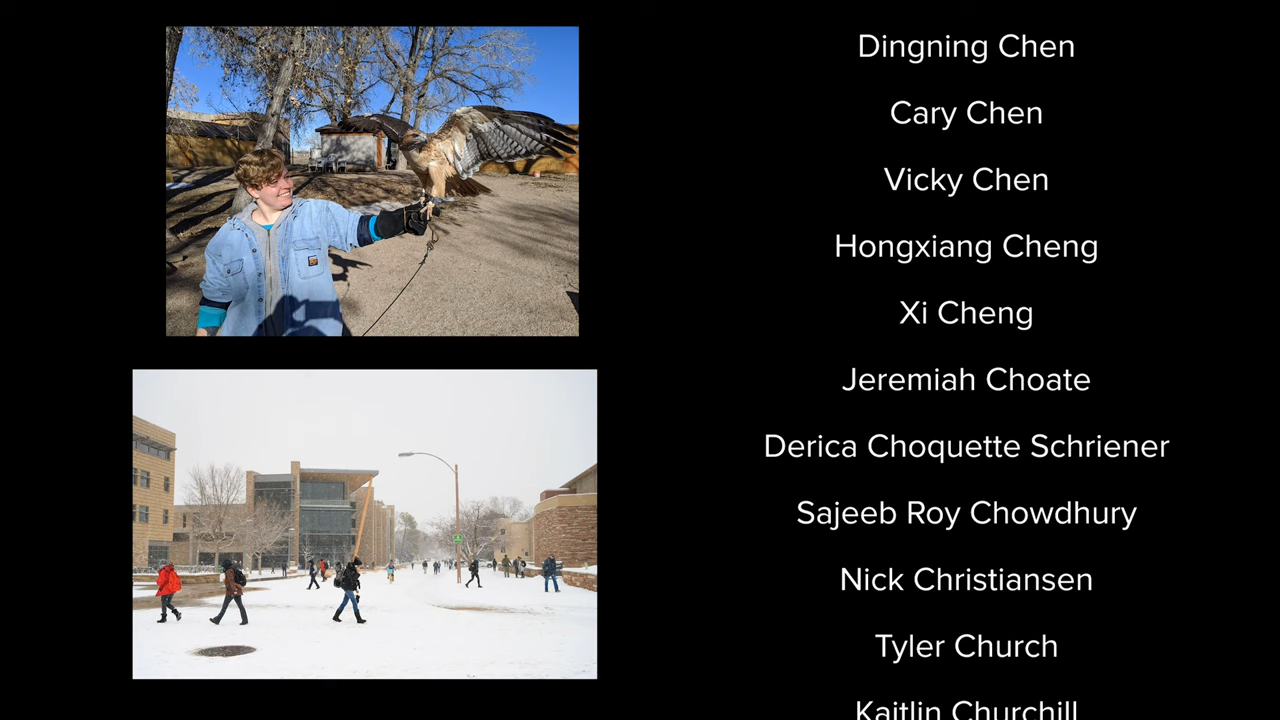 Dingning Chen
Cary Chen
Vicky Chen
Hongxiang Cheng
Xi Cheng
Jeremiah Choate
Derica Choquette Schriener
Sajeeb Roy Chowdhury
Nick Christiansen
Tyler Church
Kaitlin Churchill